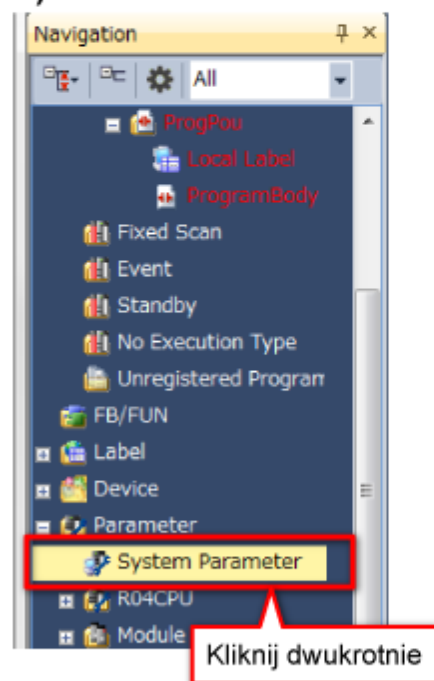 Navigation
All
ProgPou
Local Label
ProgramBody
Fixed Scan
Event
Standby
No Execution Type
Unregistered Program
FB/FUN
Label
Device
Parameter
System Parameter
R04CPU
Module
Kliknij dwukrotnie